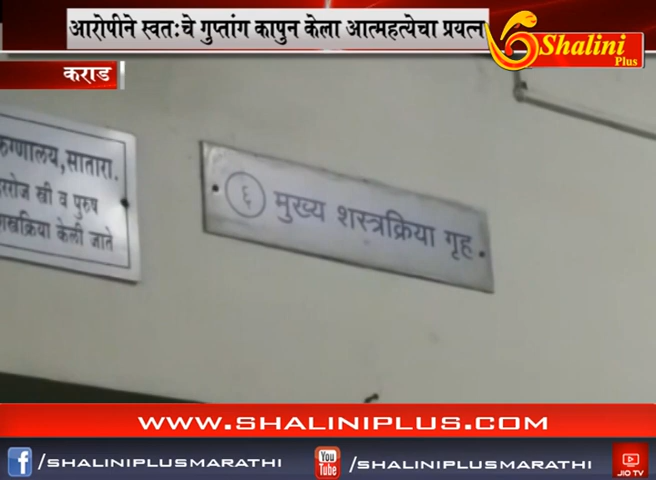 आरोपीने स्वतःचे गुप्तांग कापुन केला आत्महत्येचा प्रयत्न
Shalini
Plus
कराड
सातारा.
स्त्री व पुरुष
केली जाते
६ मुख्य शस्त्रक्रिया गृह.
WWW.SHALINIPLUS.COM
/SHALINIPLUSMARATHI
You
Tube
/SHALINIPLUSMARATHI
JIO TV